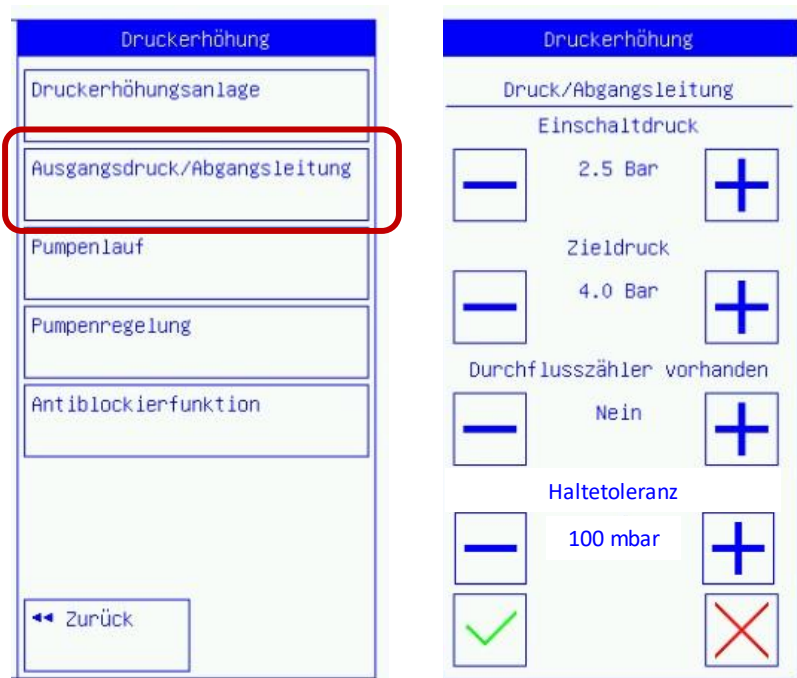 Druckerhöhung
Druckerhöhungsanlage
Ausgangsdruck/Abgangsleitung
Pumpenlauf
Pumpenregelung
Antiblockierfunktion
◂◂ Zurück
Druckerhöhung
Druck/Abgangsleitung
Einschaltdruck
2.5 Bar
Zieldruck
4.0 Bar
Durchflusszähler vorhanden
Nein
Haltetoleranz
100 mbar